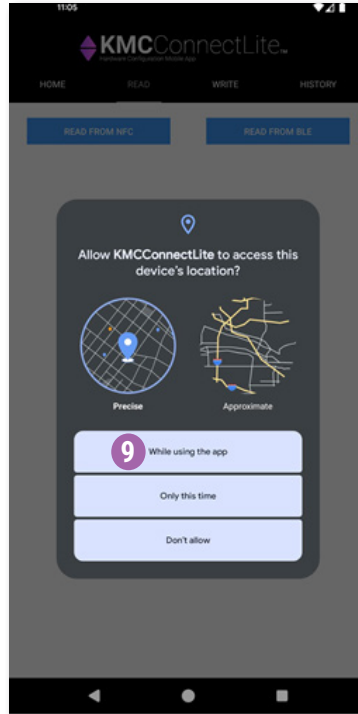 11:05
KMCConnectLite™
Hardware Configuration Mobile App
HOME READ WRITE HISTORY
READ FROM NFC READ FROM BLE
Allow KMCConnectLite to access this
device's location?
Precise Approximate
9 While using the app
Only this time
Don't allow